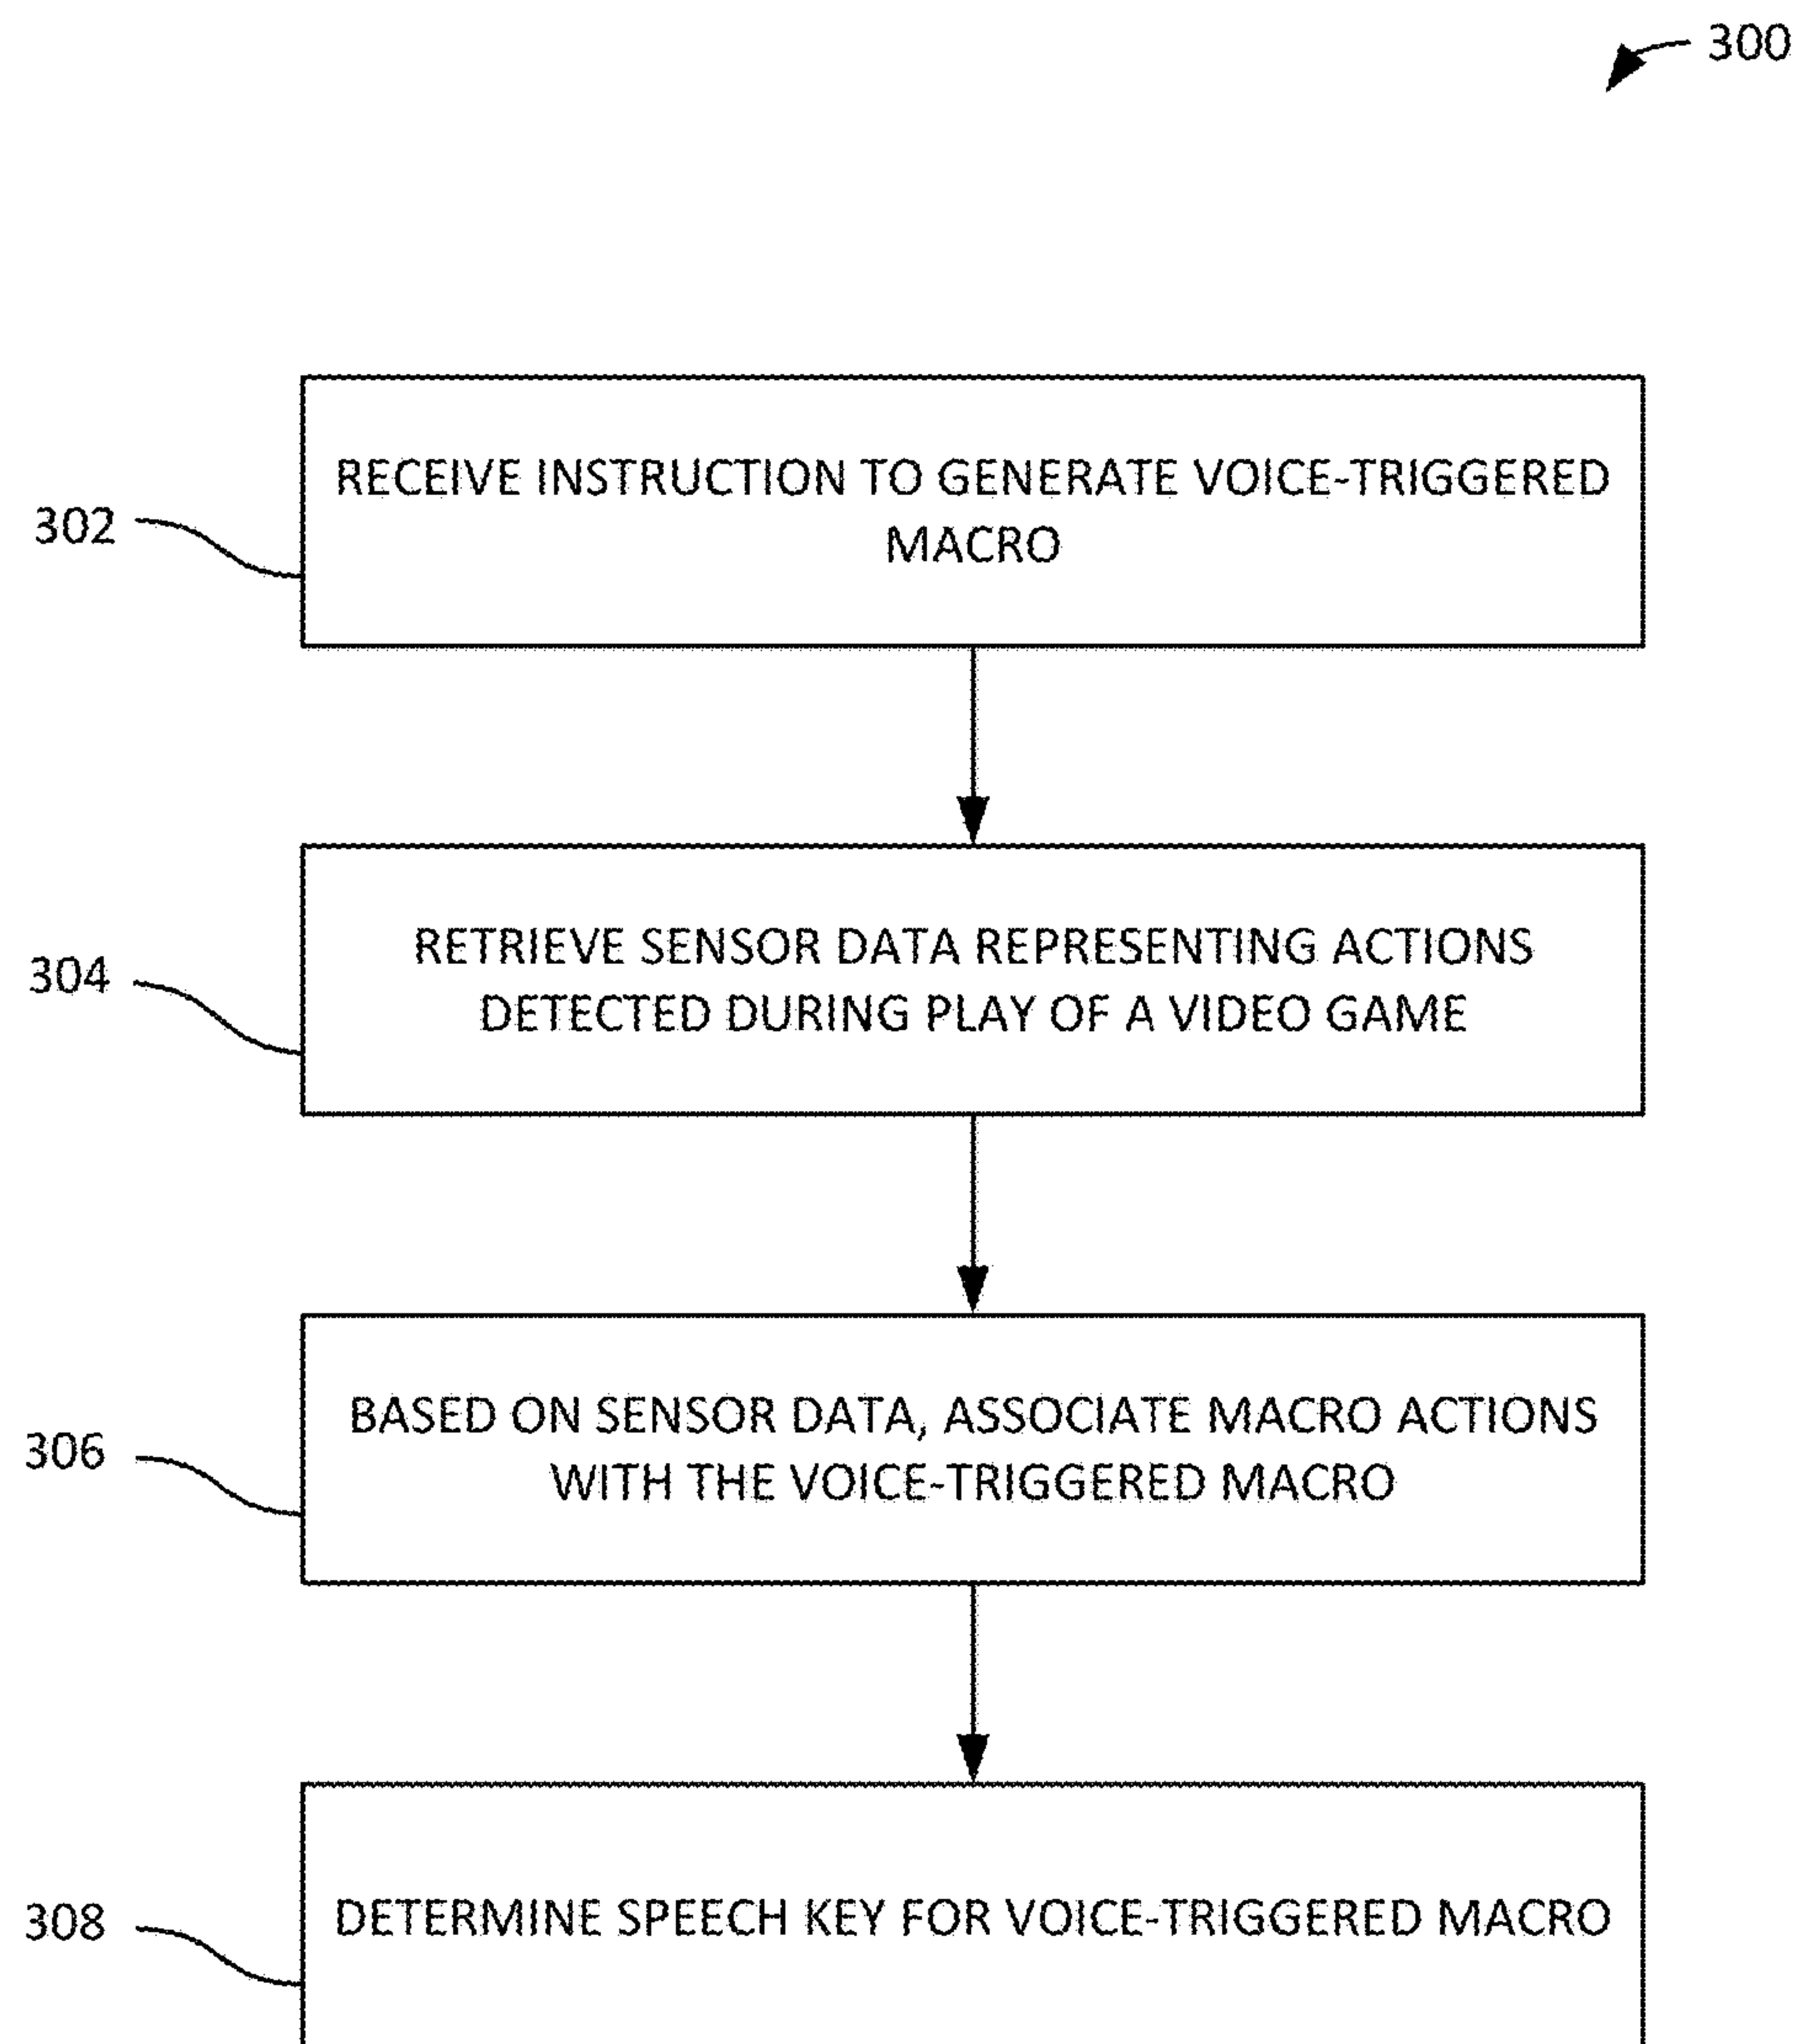 300
302
RECEIVE INSTRUCTION TO GENERATE VOICE-TRIGGERED
MACRO
304
RETRIEVE SENSOR DATA REPRESENTING ACTIONS
DETECTED DURING PLAY OF A VIDEO GAME
306
BASED ON SENSOR DATA, ASSOCIATE MACRO ACTIONS
WITH THE VOICE-TRIGGERED MACRO
308
DETERMINE SPEECH KEY FOR VOICE-TRIGGERED MACRO